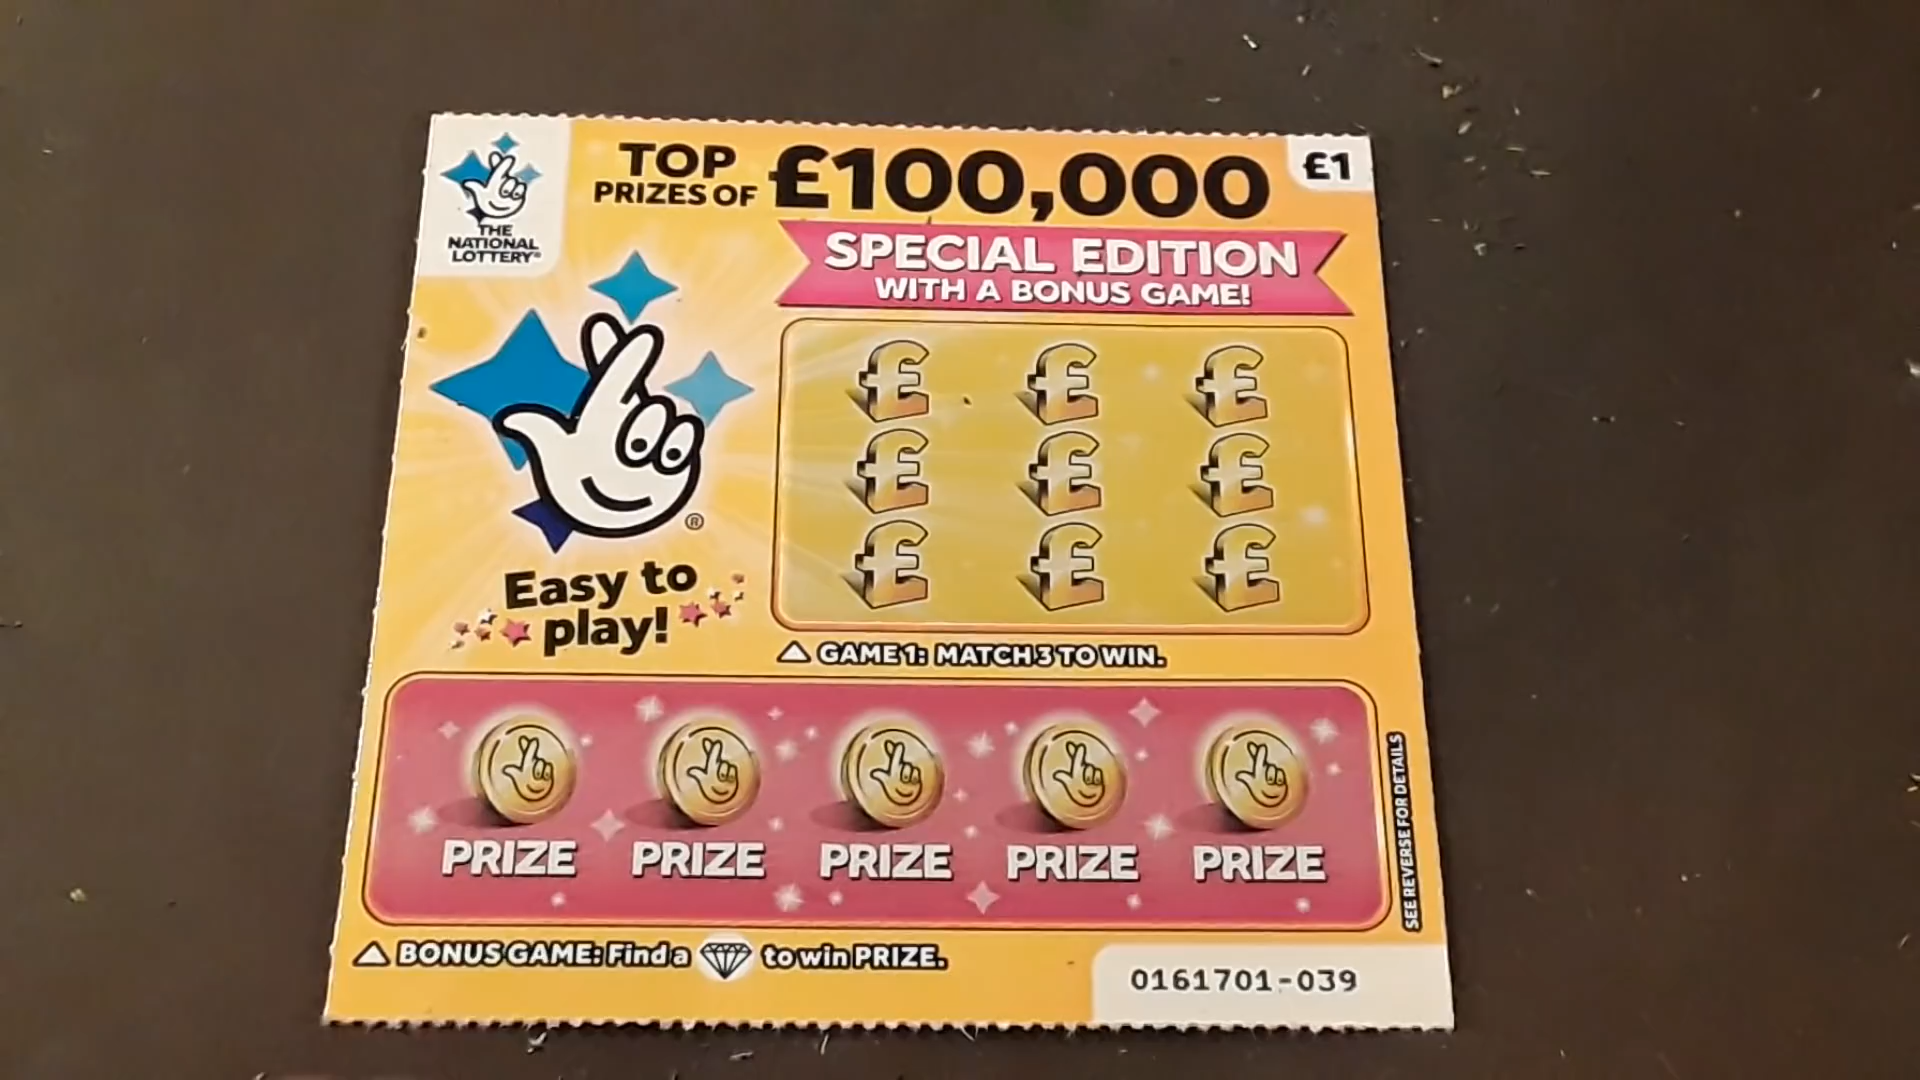 THE
NATIONAL
LOTTERY®
TOP
PRIZES OF
£100,000
£1
SPECIAL EDITION
WITH A BONUS GAME!
£ £ £
£ £ £
£ £ £
®
Easy to
play!
GAME 1: MATCH 3 TO WIN.
PRIZE PRIZE PRIZE PRIZE PRIZE
SEE REVERSE FOR DETAILS
BONUS GAME: Find a to win PRIZE.
0161701-039